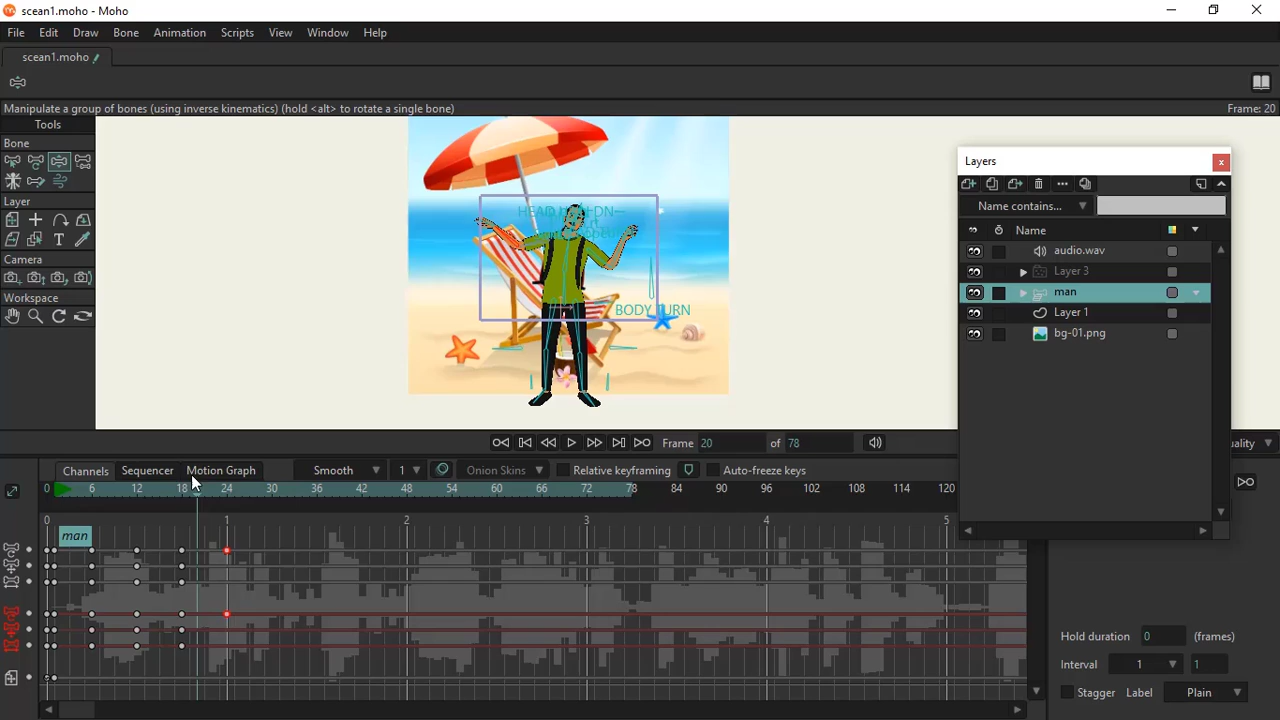 scean1.moho - Moho
File Edit Draw Bone Animation Scripts View Window Help
scean1.moho
Manipulate a group of bones (using inverse kinematics) (hold <alt> to rotate a single bone) Frame: 20
Tools
Bone
Layer
Camera
Workspace
BODY TURN
Layers
Name contains...
Name
audio.wav
Layer 3
man
Layer 1
bg-01.png
Frame 20 of 78
Channels Sequencer Motion Graph Smooth 1 Onion Skins Relative keyframing Auto-freeze keys
0 6 12 18 24 30 36 42 48 54 60 66 72 78 84 90 96 102 108 114 120
0 1 2 3 4 5
man
Hold duration 0 (frames)
Interval 1 1
Stagger Label Plain